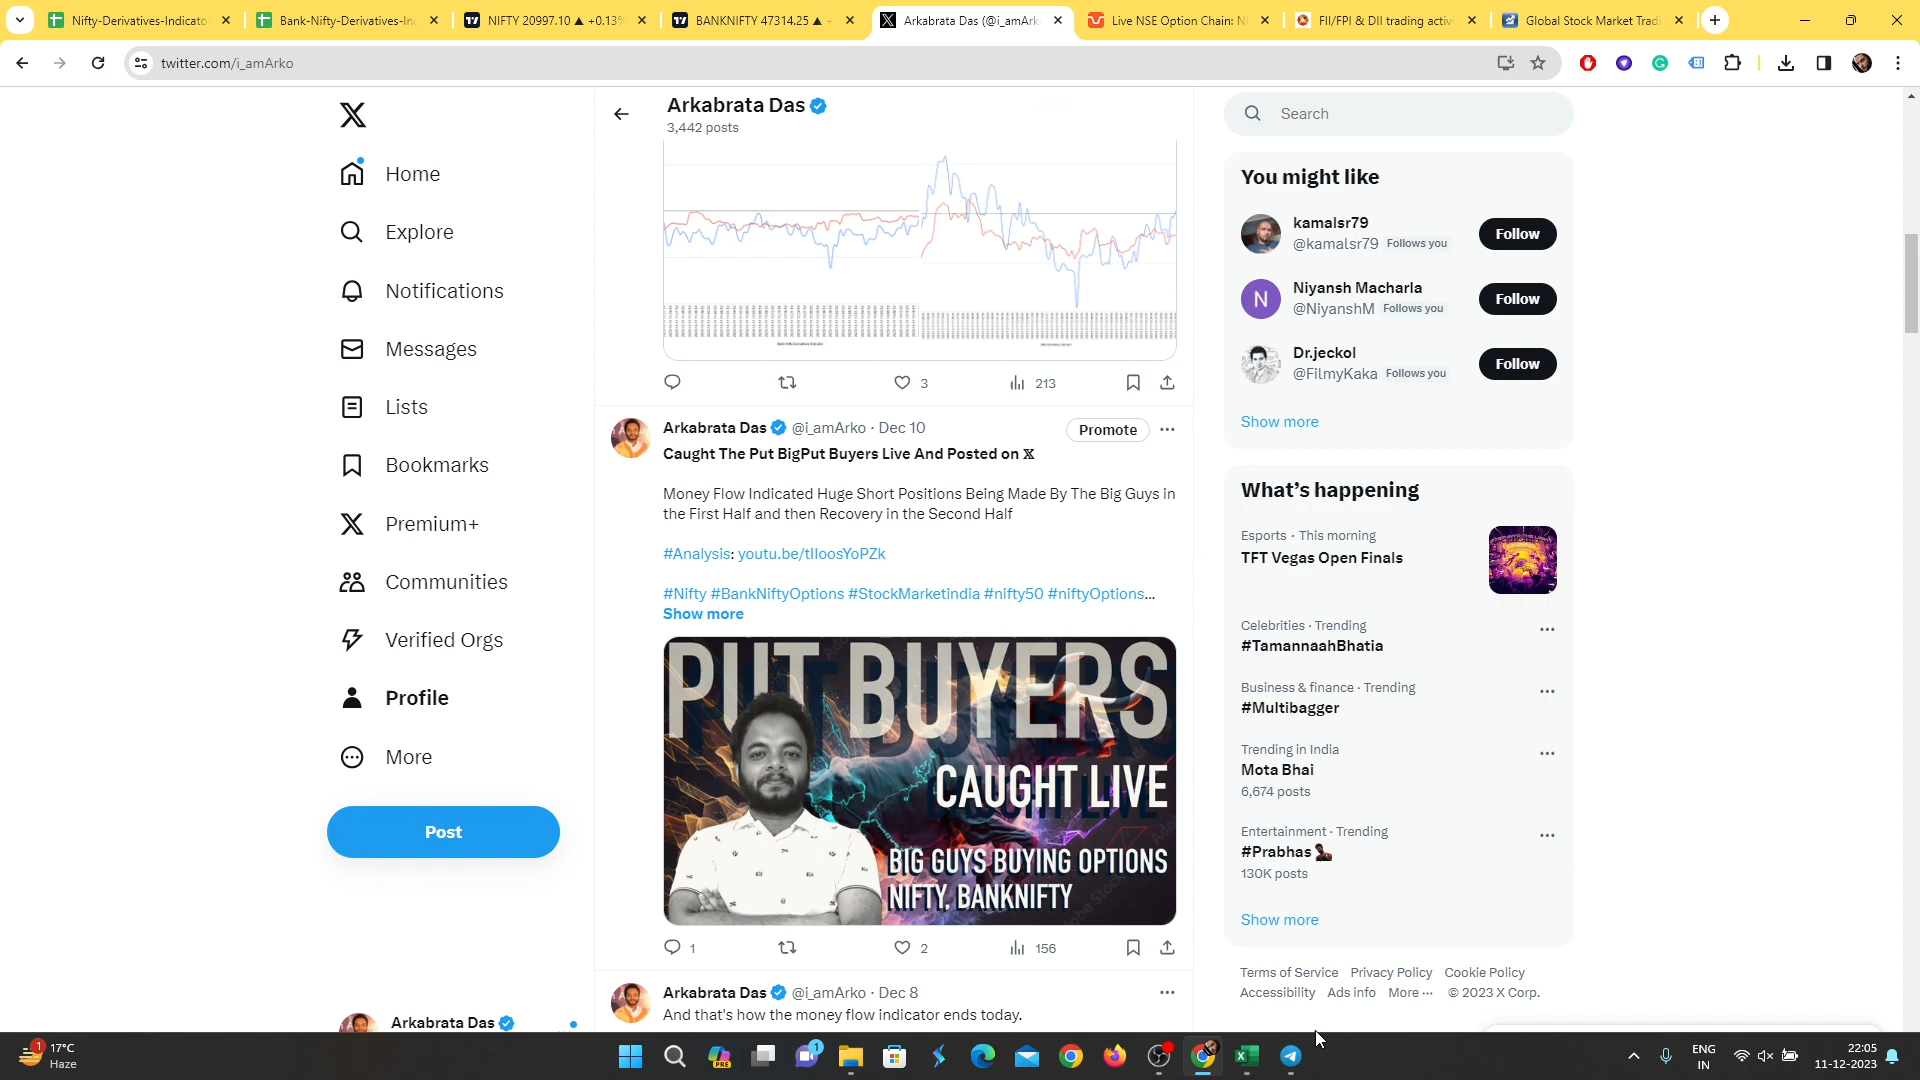 Nifty-Derivatives-Indicato
Bank-Nifty-Derivatives-In
NIFTY 20997.10 ▲ +0.13%
BANKNIFTY 47314.25 ▲
Arkabrata Das (@i_amArk
Live NSE Option Chain: N
FII/FPI & DII trading activi
Global Stock Market Tradi
twitter.com/i_amArko
Home
Explore
Notifications
Messages
Lists
Bookmarks
Premium+
Communities
Verified Orgs
Profile
More
Post
Arkabrata Das
Arkabrata Das
3,442 posts
3
213
Arkabrata Das @i_amArko · Dec 10
Promote
Caught The Put BigPut Buyers Live And Posted on 𝕏
Money Flow Indicated Huge Short Positions Being Made By The Big Guys in
the First Half and then Recovery in the Second Half
#Analysis: youtu.be/tIIoosYoPZk
#Nifty #BankNiftyOptions #StockMarketindia #nifty50 #niftyOptions...
Show more
PUT BUYERS
CAUGHT LIVE
BIG GUYS BUYING OPTIONS
NIFTY, BANKNIFTY
1
2
156
Arkabrata Das @i_amArko · Dec 8
And that's how the money flow indicator ends today.
Search
You might like
kamalsr79
@kamalsr79 Follows you
Follow
N
Niyansh Macharla
@NiyanshM Follows you
Follow
Dr.jeckol
@FilmyKaka Follows you
Follow
Show more
What's happening
Esports · This morning
TFT Vegas Open Finals
Celebrities · Trending
#TamannaahBhatia
Business & finance · Trending
#Multibagger
Trending in India
Mota Bhai
6,674 posts
Entertainment · Trending
#Prabhas
130K posts
Show more
Terms of Service Privacy Policy Cookie Policy
Accessibility Ads info More ··· © 2023 X Corp.
1
17°C
Haze
PRE
1
ENG
IN
22:05
11-12-2023